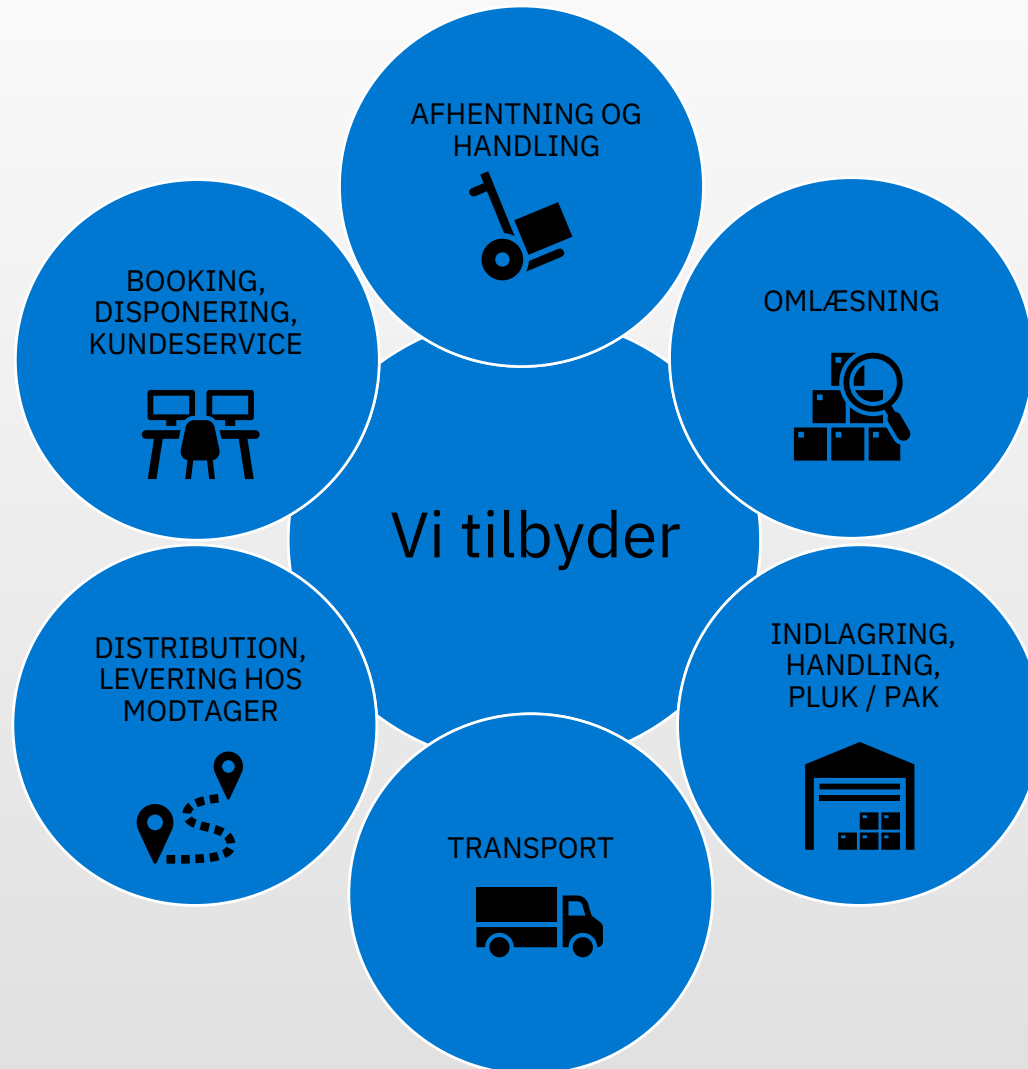 AFHENTNING OG
HANDLING
OMLÆSNING
INDLAGRING,
HANDLING,
PLUK / PAK
TRANSPORT
DISTRIBUTION,
LEVERING HOS
MODTAGER
BOOKING,
DISPONERING,
KUNDESERVICE
Vi tilbyder